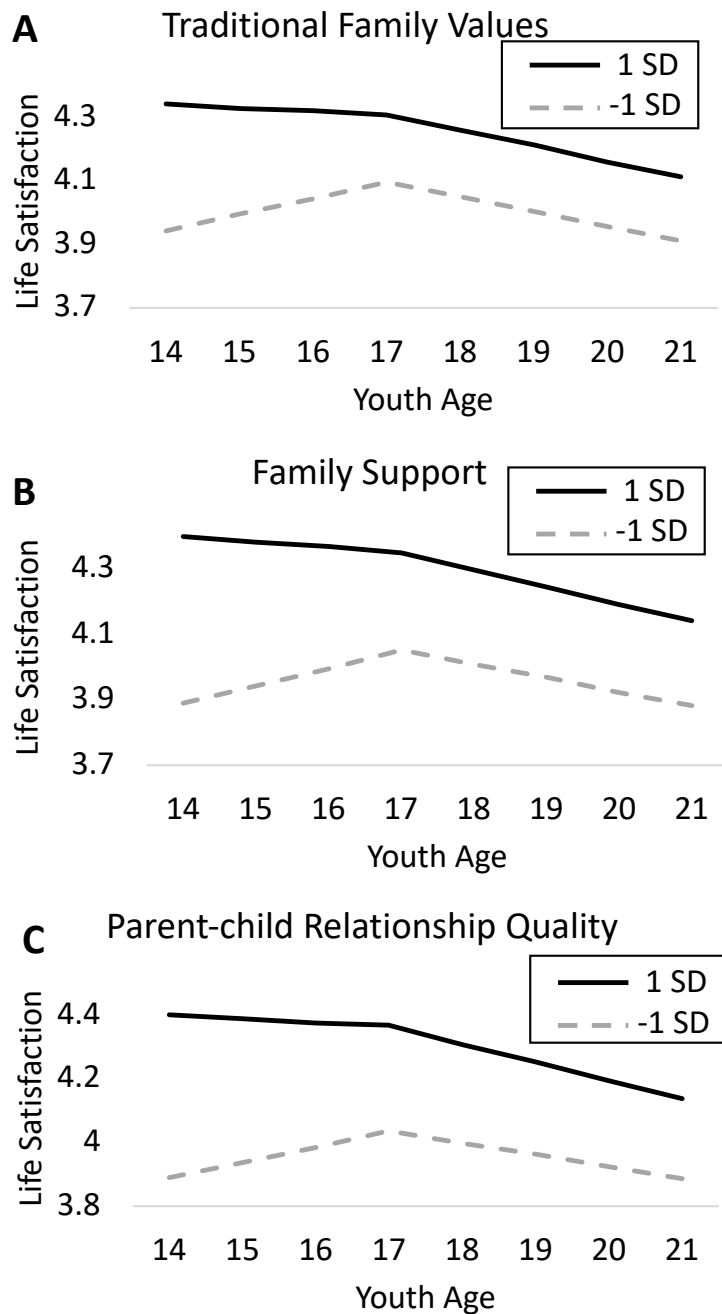 A
Traditional Family Values
1 SD
-1 SD
Life Satisfaction
4.3
4.1
3.9
3.7
14 15 16 17 18 19 20 21
Youth Age
B
Family Support
1 SD
-1 SD
Life Satisfaction
4.3
4.1
3.9
3.7
14 15 16 17 18 19 20 21
Youth Age
C
Parent-child Relationship Quality
1 SD
-1 SD
Life Satisfaction
4.4
4.2
4
3.8
14 15 16 17 18 19 20 21
Youth Age